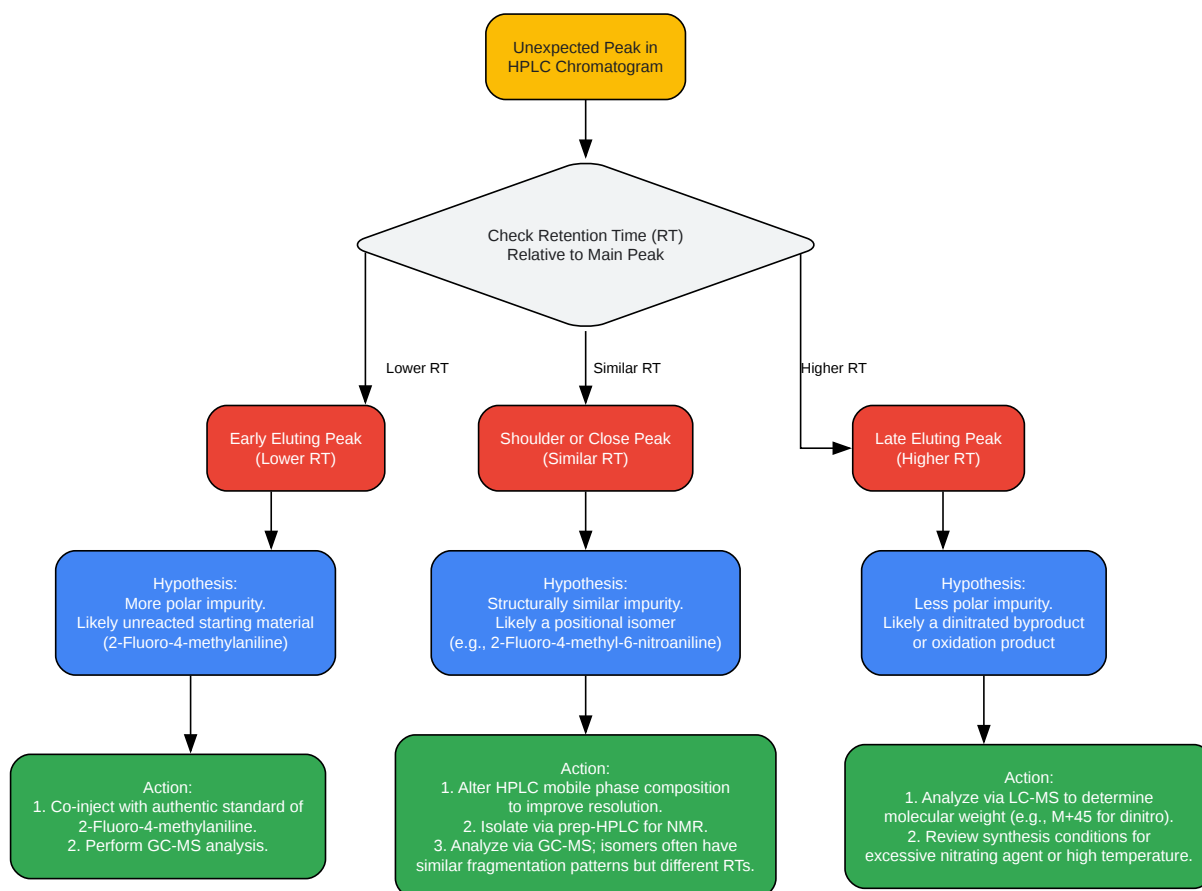 Unexpected Peak in
HPLC Chromatogram
Check Retention Time (RT)
Relative to Main Peak
Lower RT
Similar RT
Higher RT
Early Eluting Peak
(Lower RT)
Shoulder or Close Peak
(Similar RT)
Late Eluting Peak
(Higher RT)
Hypothesis:
More polar impurity.
Likely unreacted starting material
(2-Fluoro-4-methylaniline)
Hypothesis:
Structurally similar impurity.
Likely a positional isomer
(e.g., 2-Fluoro-4-methyl-6-nitroaniline)
Hypothesis:
Less polar impurity.
Likely a dinitrated byproduct
or oxidation product
Action:
1. Co-inject with authentic standard of
2-Fluoro-4-methylaniline.
2. Perform GC-MS analysis.
Action:
1. Alter HPLC mobile phase composition
to improve resolution.
2. Isolate via prep-HPLC for NMR.
3. Analyze via GC-MS; isomers often have
similar fragmentation patterns but different RTs.
Action:
1. Analyze via LC-MS to determine
molecular weight (e.g., M+45 for dinitro).
2. Review synthesis conditions for
excessive nitrating agent or high temperature.